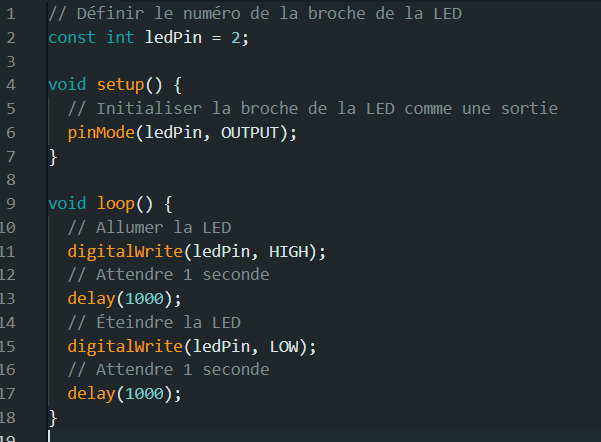 1 // Définir le numéro de la broche de la LED
2 const int ledPin = 2;
3
4 void setup() {
5 // Initialiser la broche de la LED comme une sortie
6 pinMode(ledPin, OUTPUT);
7 }
8
9 void loop() {
10 // Allumer la LED
11 digitalWrite(ledPin, HIGH);
12 // Attendre 1 seconde
13 delay(1000);
14 // Éteindre la LED
15 digitalWrite(ledPin, LOW);
16 // Attendre 1 seconde
17 delay(1000);
18 }
19